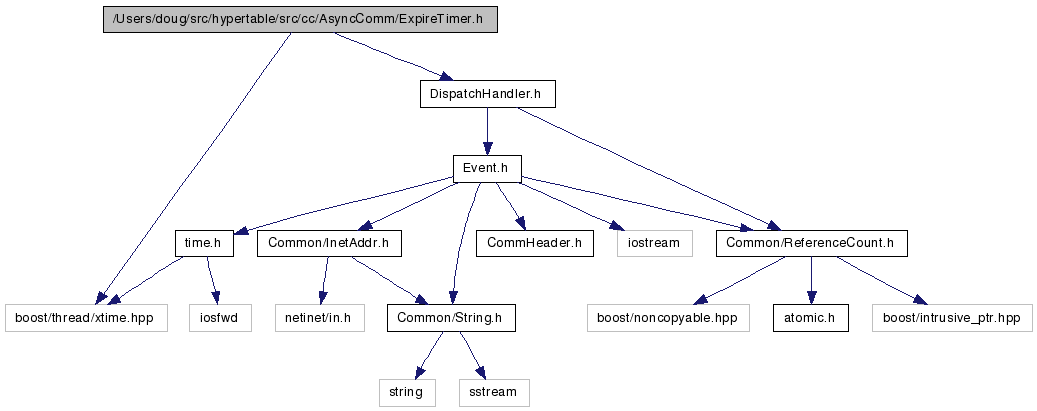 /Users/doug/src/hypertable/src/cc/AsyncComm/ExpireTimer.h
DispatchHandler.h
Event.h
time.h
Common/InetAddr.h
CommHeader.h
iostream
Common/ReferenceCount.h
boost/thread/xtime.hpp
iosfwd
netinet/in.h
Common/String.h
boost/noncopyable.hpp
atomic.h
boost/intrusive_ptr.hpp
string
sstream